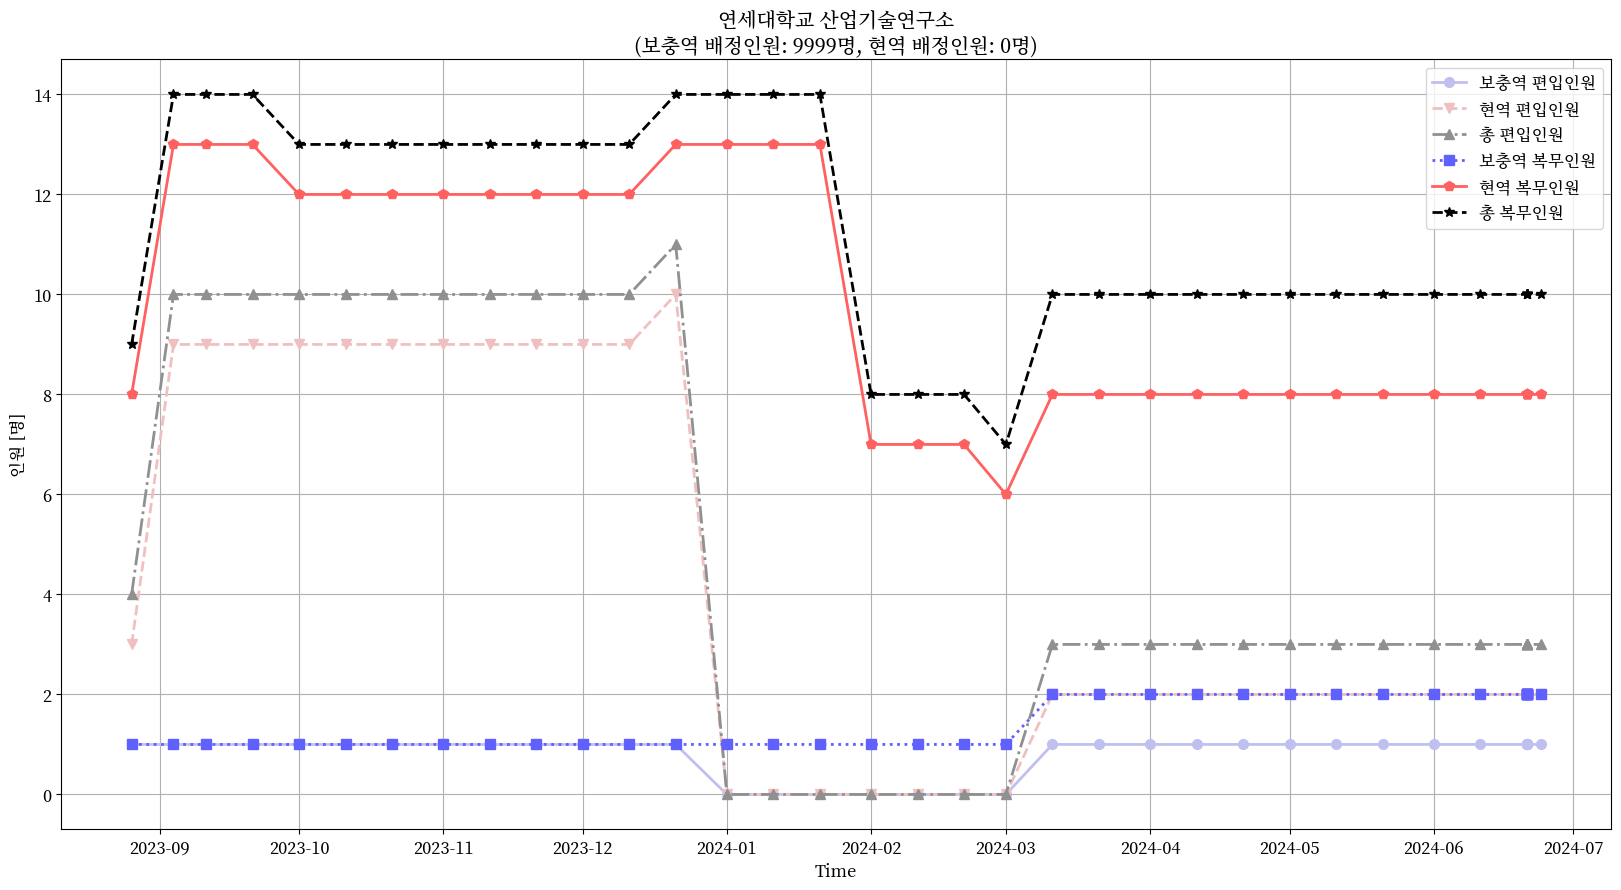 연세대학교 산업기술연구소
(보충역 배정인원: 9999명, 현역 배정인원: 0명)
보충역 편입인원
현역 편입인원
총 편입인원
보충역 복무인원
현역 복무인원
총 복무인원
인원 [명]
14
12
10
8
6
4
2
0
2023-09
2023-10
2023-11
2023-12
2024-01
2024-02
2024-03
2024-04
2024-05
2024-06
2024-07
Time